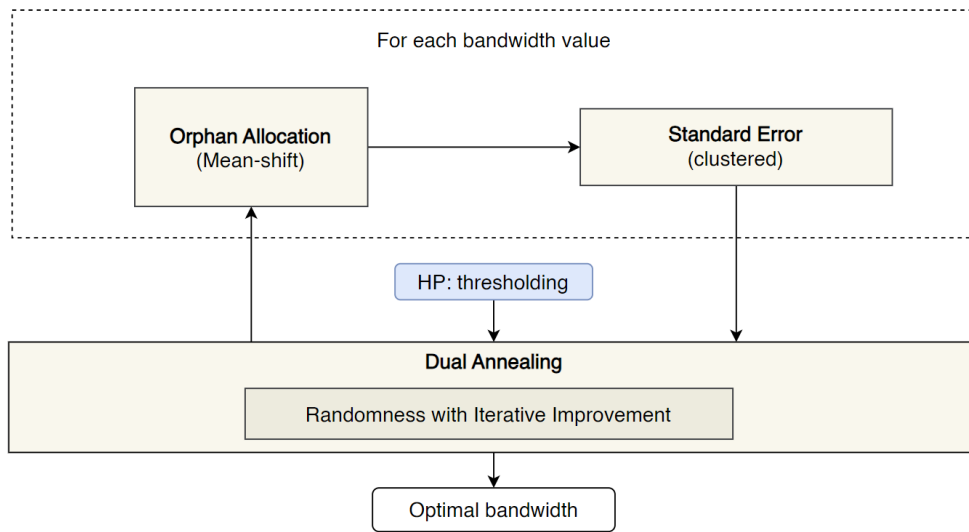 For each bandwidth value
Orphan Allocation
(Mean-shift)
Standard Error
(clustered)
HP: thresholding
Dual Annealing
Randomness with Iterative Improvement
Optimal bandwidth